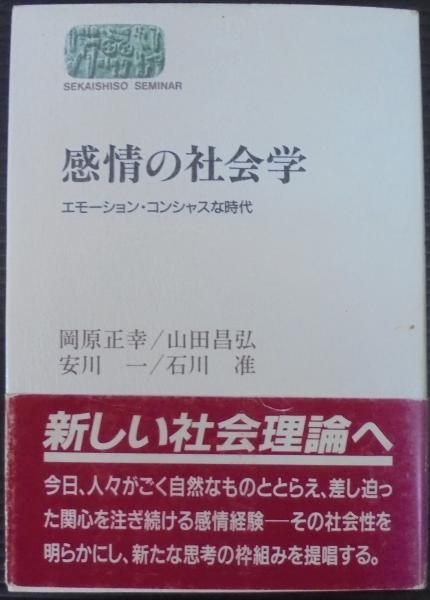 SEKAISHISO SEMINAR
感情の社会学
エモーション・コンシャスな時代
岡原正幸/山田昌弘
安川 一/石川 准
新しい社会理論へ
今日、人々がごく自然なものととらえ、差し迫っ
た関心を注ぎ続ける感情経験──その社会性を
明らかにし、新たな思考の枠組みを提唱する。